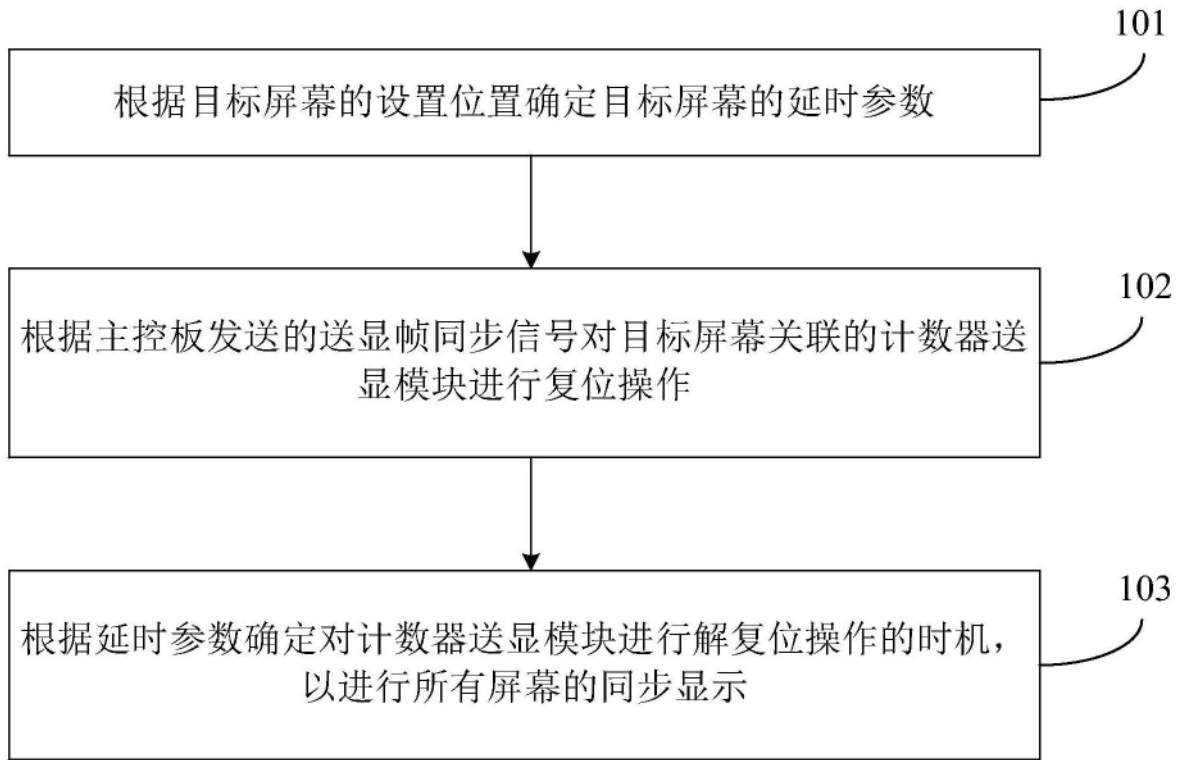 101
根据目标屏幕的设置位置确定目标屏幕的延时参数
102
根据主控板发送的送显帧同步信号对目标屏幕关联的计数器送
显模块进行复位操作
103
根据延时参数确定对计数器送显模块进行解复位操作的时机，
以进行所有屏幕的同步显示